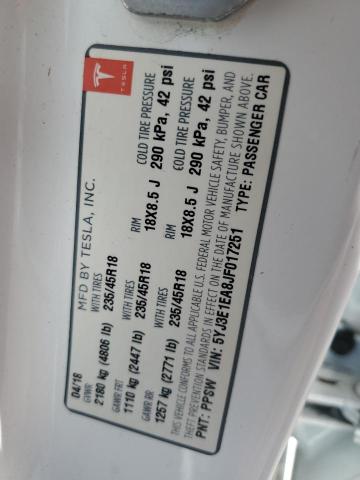 TESLA
MFD BY TESLA, INC.
04/18
GVWR WITH TIRES RIM COLD TIRE PRESSURE
2180 kg (4806 lb) 235/45R18 18X8.5 J 290 kPa, 42 psi
GAWR FRT WITH TIRES RIM COLD TIRE PRESSURE
1110 kg (2447 lb) 235/45R18 18X8.5 J 290 kPa, 42 psi
GAWR RR WITH TIRES
1257 kg (2771 lb) 235/45R18
THIS VEHICLE CONFORMS TO ALL APPLICABLE U.S. FEDERAL MOTOR VEHICLE SAFETY, BUMPER, AND
THEFT PREVENTION STANDARDS IN EFFECT ON THE DATE OF MANUFACTURE SHOWN ABOVE.
PNT: PPSW VIN: 5YJ3E1EA8JF017251 TYPE: PASSENGER CAR